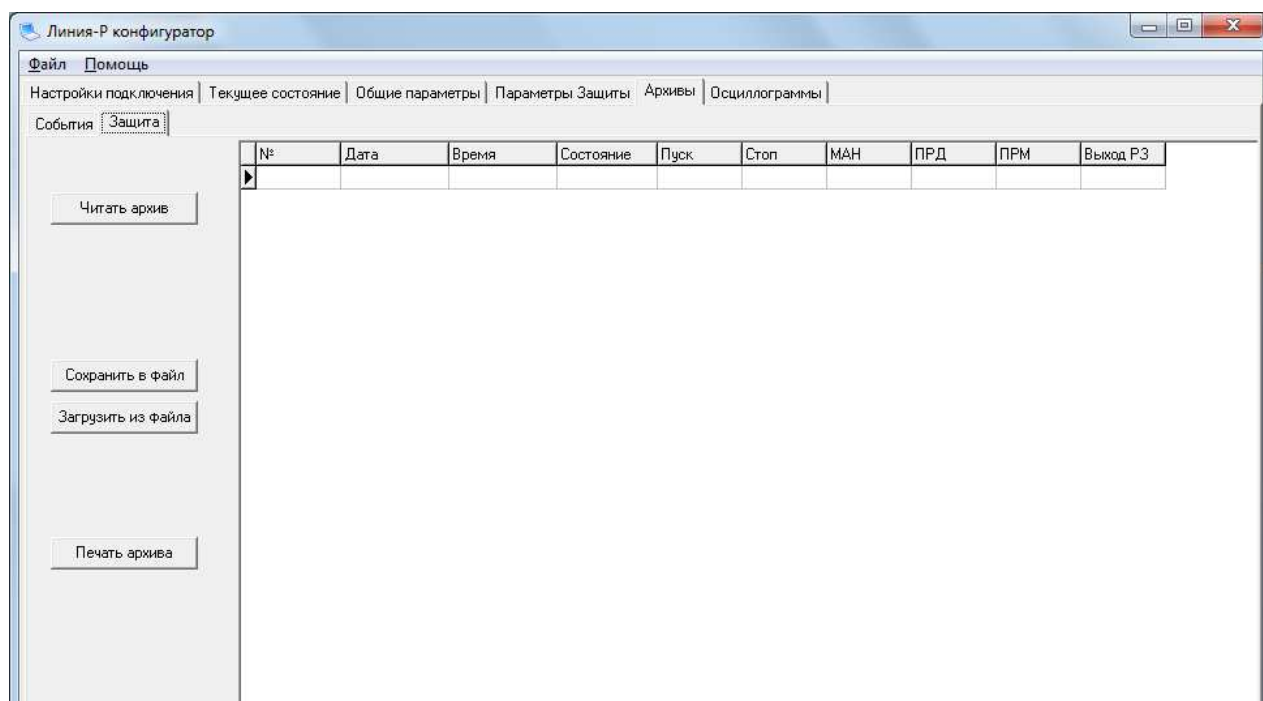 Линия-Р конфигуратор
Файл Помощь
Настройки подключения Текущее состояние Общие параметры Параметры Защиты Архивы Осциллограммы
События Защита
№ Дата Время Состояние Пуск Стоп МАН ПРД ПРМ Выход РЗ
Читать архив
Сохранить в файл
Загрузить из файла
Печать архива